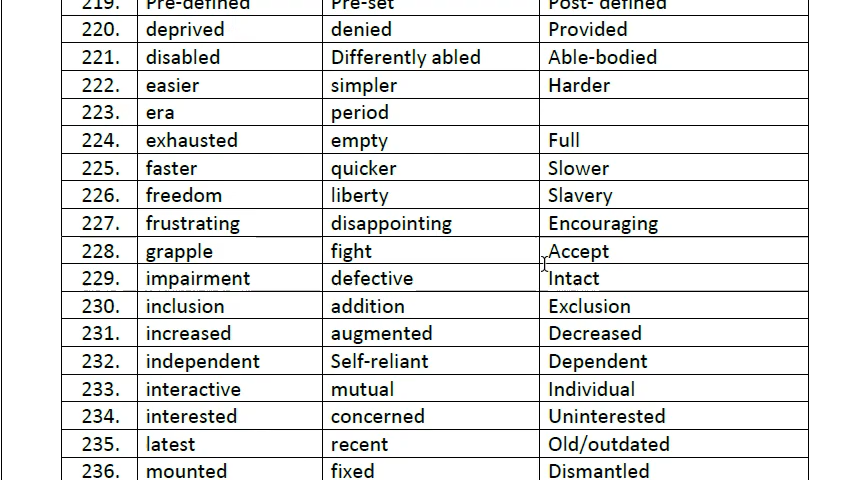 219. Pre-defined Pre-set Post- defined
220. deprived denied Provided
221. disabled Differently abled Able-bodied
222. easier simpler Harder
223. era period
224. exhausted empty Full
225. faster quicker Slower
226. freedom liberty Slavery
227. frustrating disappointing Encouraging
228. grapple fight Accept
229. impairment defective Intact
230. inclusion addition Exclusion
231. increased augmented Decreased
232. independent Self-reliant Dependent
233. interactive mutual Individual
234. interested concerned Uninterested
235. latest recent Old/outdated
236. mounted fixed Dismantled